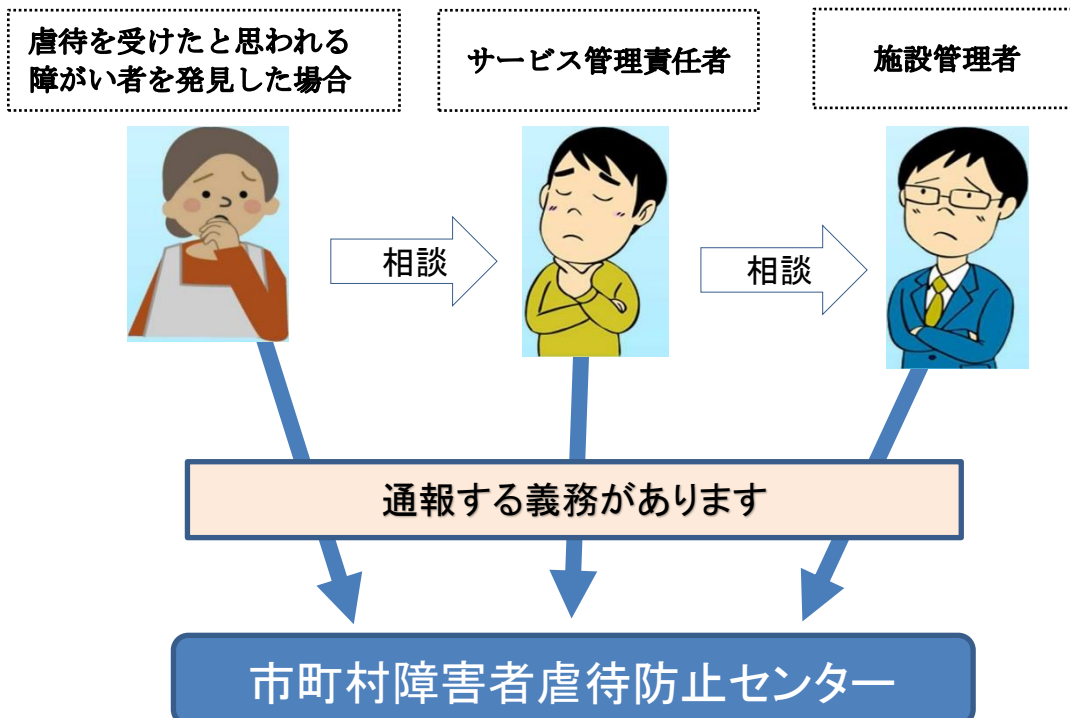 虐待を受けたと思われる
障がい者を発見した場合
サービス管理責任者
施設管理者
相談
相談
通報する義務があります
市町村障害者虐待防止センター